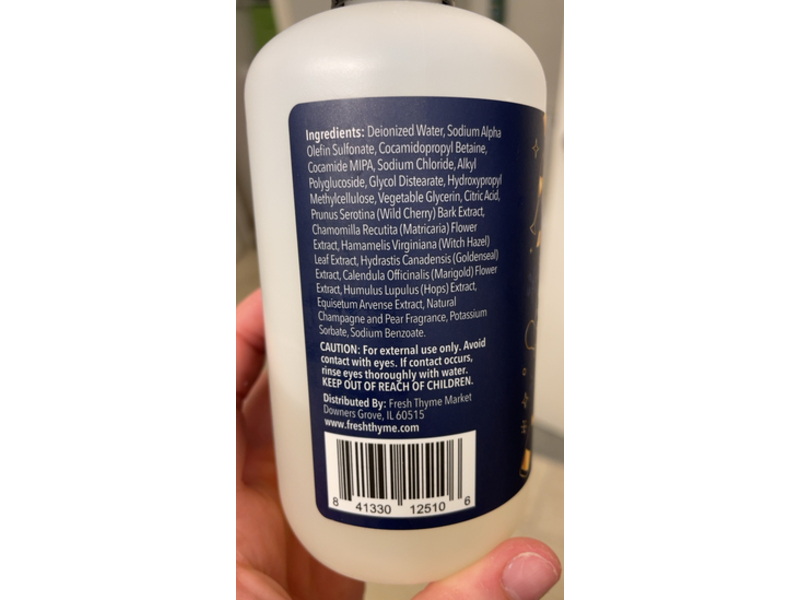 Ingredients: Deionized Water, Sodium Alpha
Olefin Sulfonate, Cocamidopropyl Betaine,
Cocamide MIPA, Sodium Chloride, Alkyl
Polyglucoside, Glycol Distearate, Hydroxypropyl
Methylcellulose, Vegetable Glycerin, Citric Acid,
Prunus Serotina (Wild Cherry) Bark Extract,
Chamomilla Recutita (Matricaria) Flower
Extract, Hamamelis Virginiana (Witch Hazel)
Leaf Extract, Hydrastis Canadensis (Goldenseal)
Extract, Calendula Officinalis (Marigold) Flower
Extract, Humulus Lupulus (Hops) Extract,
Equisetum Arvense Extract, Natural
Champagne and Pear Fragrance, Potassium
Sorbate, Sodium Benzoate.
CAUTION: For external use only. Avoid
contact with eyes. If contact occurs,
rinse eyes thoroughly with water.
KEEP OUT OF REACH OF CHILDREN.
Distributed By: Fresh Thyme Market
Downers Grove, IL 60515
www.freshthyme.com
8 41330 12510 6